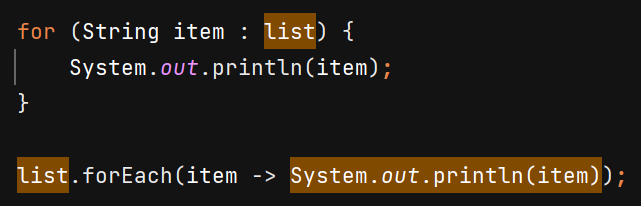 for (String item : list) {
    System.out.println(item);
}
list.forEach(item -> System.out.println(item));